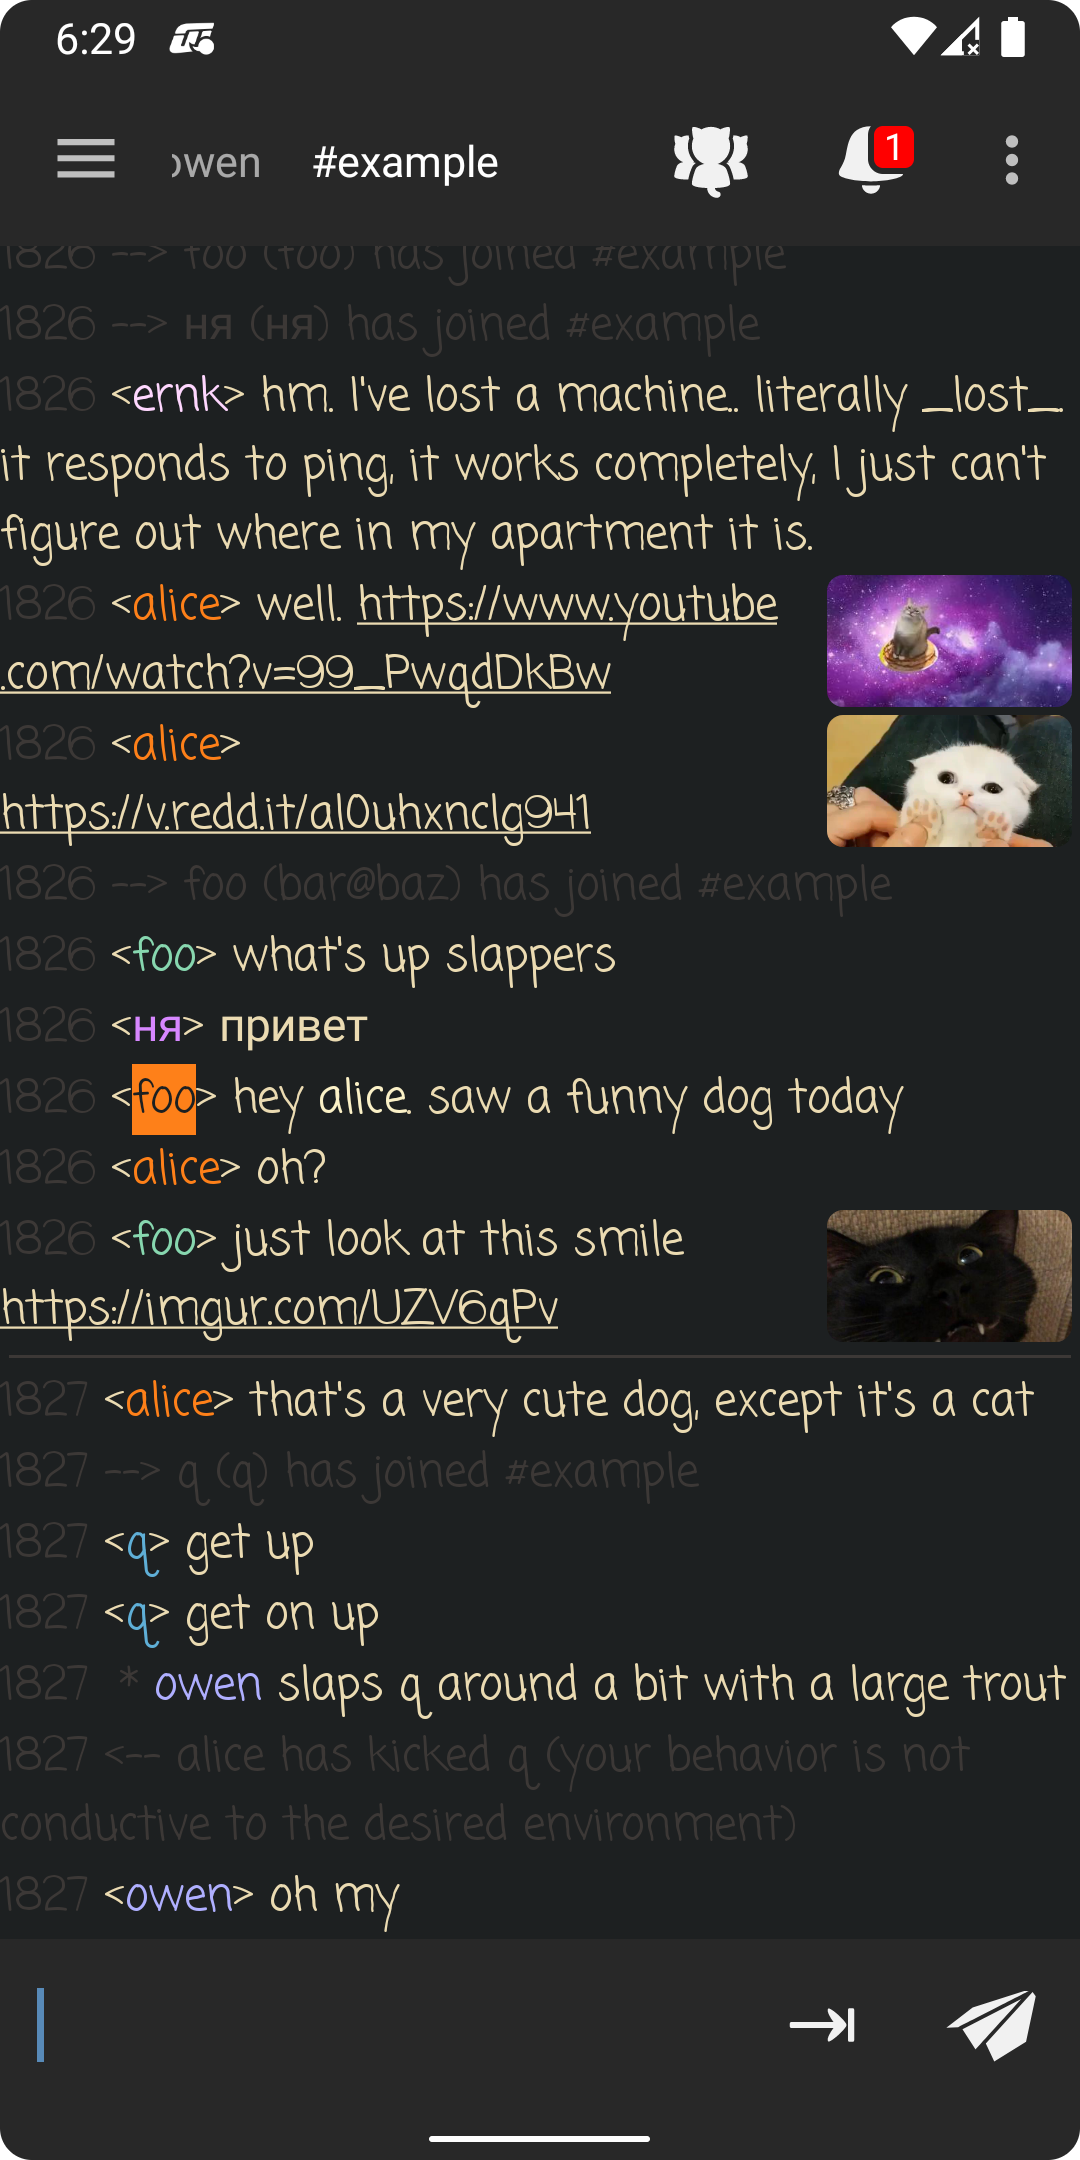 6:29
owen #example 1
1826 --> foo (foo) has joined #example
1826 --> ня (ня) has joined #example
1826 <ernk> hm. I've lost a machine.. literally _lost_.
it responds to ping, it works completely, I just can't
figure out where in my apartment it is.
1826 <alice> well. https://www.youtube
.com/watch?v=99_PwqdDkBw
1826 <alice>
https://v.redd.it/al0uhxnclg941
1826 --> foo (bar@baz) has joined #example
1826 <foo> what's up slappers
1826 <ня> привет
1826 <foo> hey alice. saw a funny dog today
1826 <alice> oh?
1826 <foo> just look at this smile
https://imgur.com/UZV6qPv
1827 <alice> that's a very cute dog, except it's a cat
1827 --> q (q) has joined #example
1827 <q> get up
1827 <q> get on up
1827 * owen slaps q around a bit with a large trout
1827 <-- alice has kicked q (your behavior is not
conductive to the desired environment)
1827 <owen> oh my